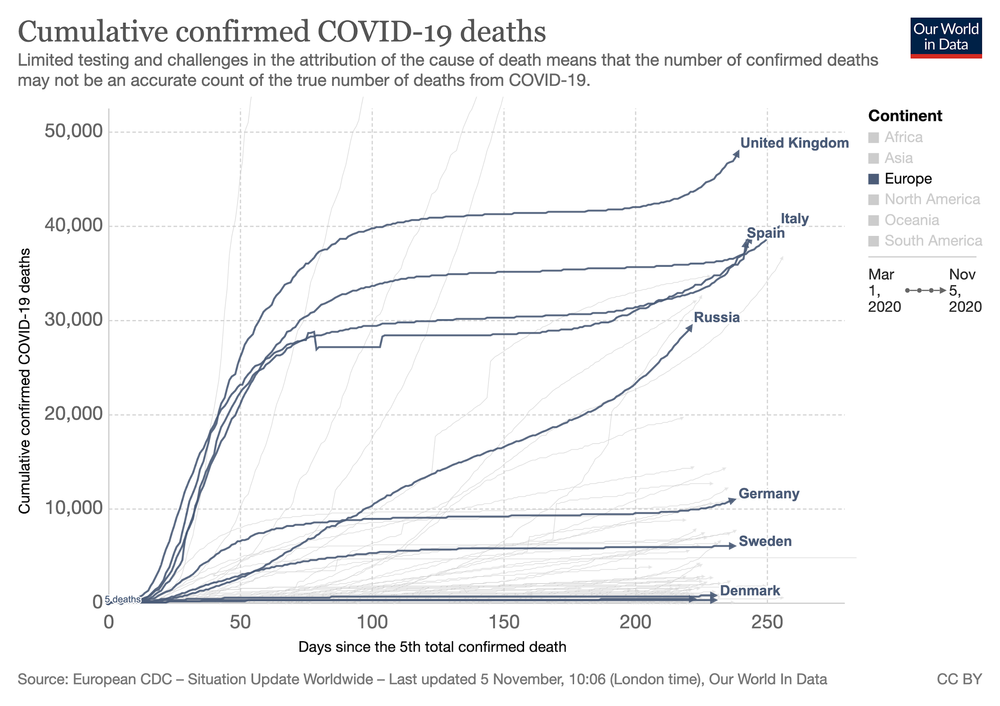 Cumulative confirmed COVID-19 deaths
Our World
in Data
Limited testing and challenges in the attribution of the cause of death means that the number of confirmed deaths
may not be an accurate count of the true number of deaths from COVID-19.
50,000
40,000
30,000
20,000
10,000
0
Cumulative confirmed COVID-19 deaths
United Kingdom
Italy
Spain
Russia
Germany
Sweden
Denmark
5 deaths
0
50
100
150
200
250
Days since the 5th total confirmed death
Continent
Africa
Asia
Europe
North America
Oceania
South America
Mar
1,
2020
Nov
5,
2020
Source: European CDC – Situation Update Worldwide – Last updated 5 November, 10:06 (London time), Our World In Data
CC BY